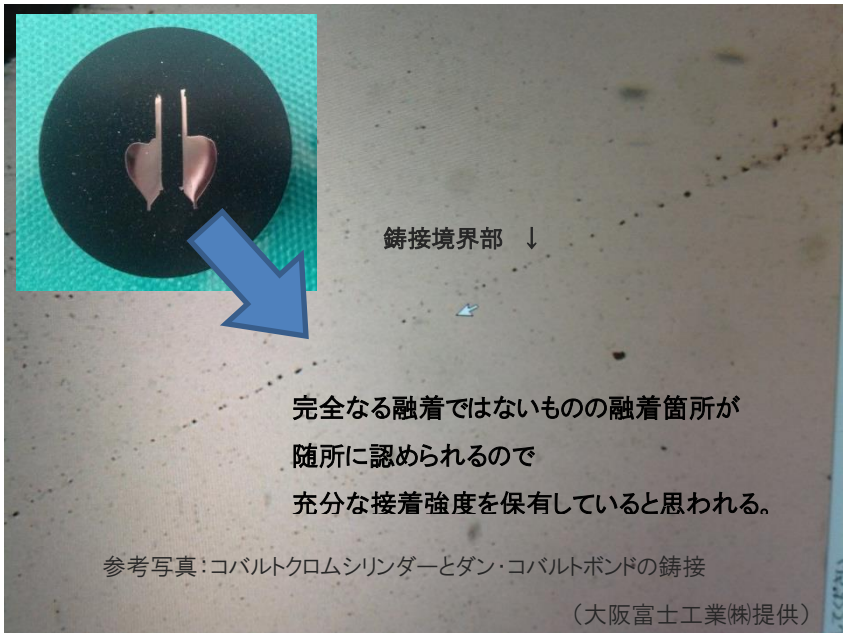 鋳接境界部 ↓
完全なる融着ではないものの融着箇所が
随所に認められるので
充分な接着強度を保有していると思われる。
参考写真：コバルトクロムシリンダーとダン・コバルトボンドの鋳接
（大阪富士工業㈱提供）